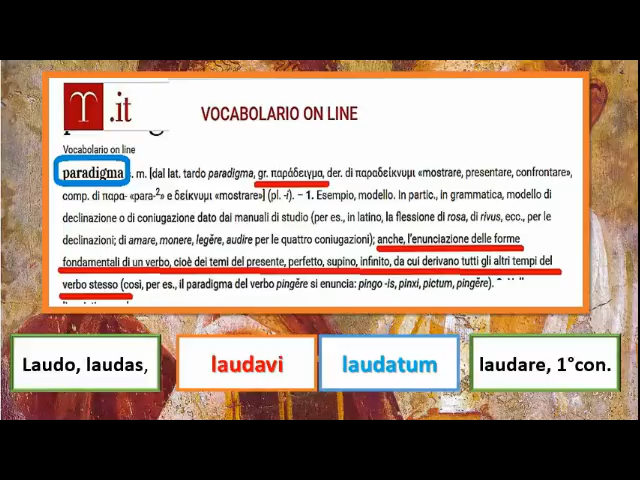 .it
VOCABOLARIO ON LINE
Vocabolario on line
paradigma s. m. [dal lat. tardo paradigma, gr. παράδειγμα, der. di παραδείκνυμι «mostrare, presentare, confrontare»,
comp. di παρα- «para-²» e δείκνυμι «mostrare»] (pl. -i). – 1. Esempio, modello. In partic., in grammatica, modello di
declinazione o di coniugazione dato dai manuali di studio (per es., in latino, la flessione di rosa, di rivus, ecc., per le
declinazioni; di amare, monere, legĕre, audire per le quattro coniugazioni); anche, l'enunciazione delle forme
fondamentali di un verbo, cioè dei temi del presente, perfetto, supino, infinito, da cui derivano tutti gli altri tempi del
verbo stesso (così, per es., il paradigma del verbo pingĕre si enuncia: pingo -is, pinxi, pictum, pingĕre).
Laudo, laudas,
laudavi
laudatum
laudare, 1°con.